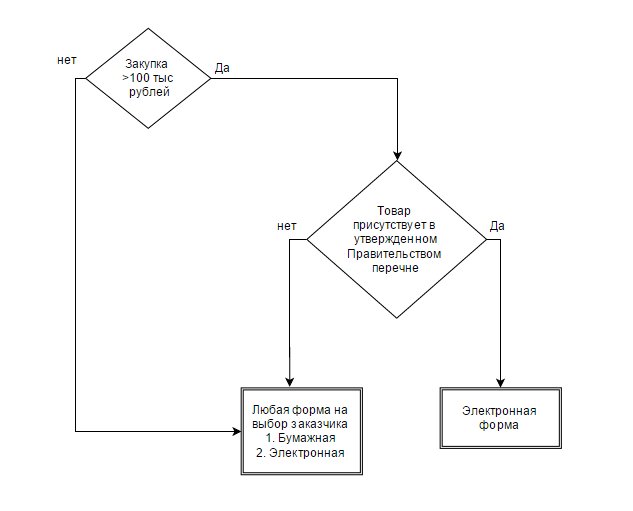 нет
Закупка
>100 тыс
рублей
Да
Товар
присутствует в
утвержденном
Правительством
перечне
нет
Да
Любая форма на
выбор заказчика
1. Бумажная
2. Электронная
Электронная
форма